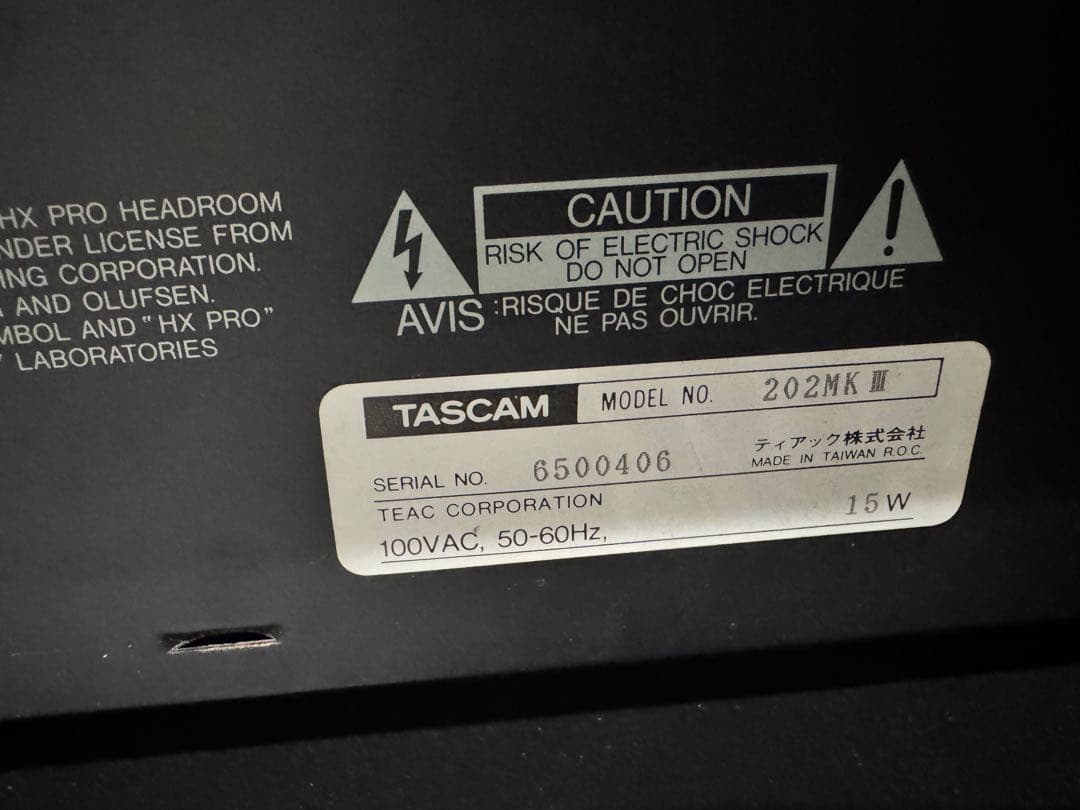 HX PRO HEADROOM
NDER LICENSE FROM
ING CORPORATION.
AND OLUFSEN.
MBOL AND "HX PRO"
LABORATORIES
CAUTION
RISK OF ELECTRIC SHOCK
DO NOT OPEN
AVIS :RISQUE DE CHOC ELECTRIQUE
NE PAS OUVRIR.
TASCAM MODEL NO. 202MK III
SERIAL NO. 6500406
ティアック株式会社
MADE IN TAIWAN R.O.C.
TEAC CORPORATION
100VAC, 50-60Hz, 15W